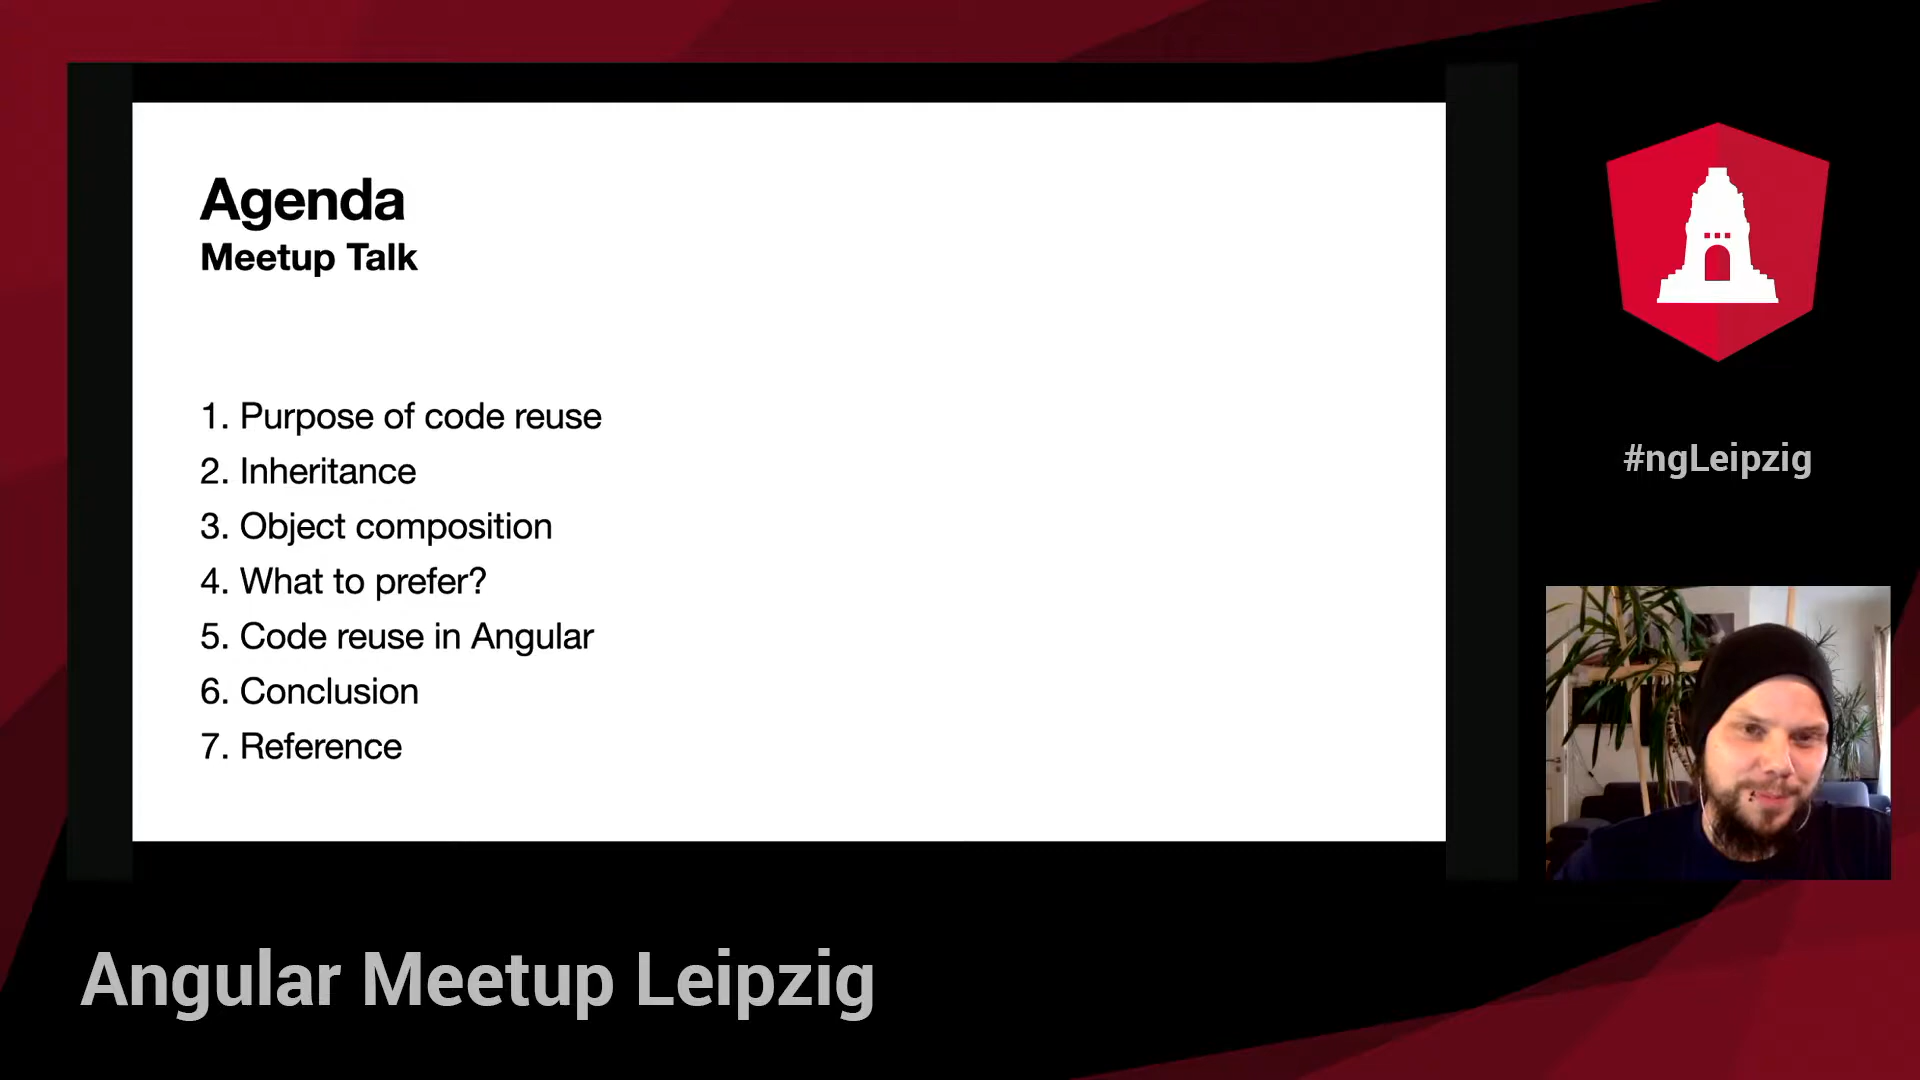 Agenda
Meetup Talk
1. Purpose of code reuse
2. Inheritance
3. Object composition
4. What to prefer?
5. Code reuse in Angular
6. Conclusion
7. Reference
#ngLeipzig
Angular Meetup Leipzig